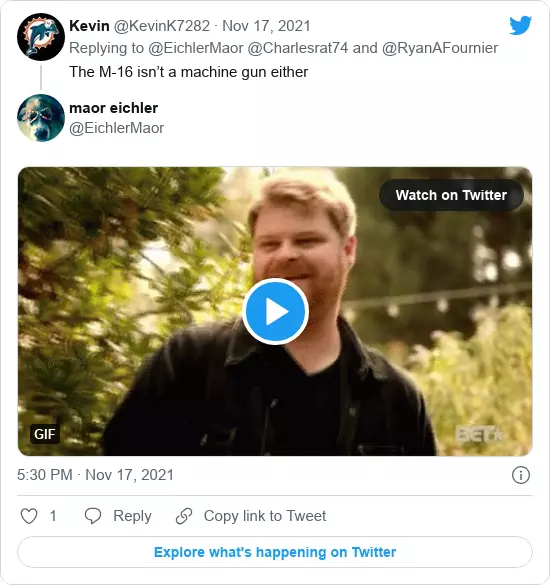 Kevin @KevinK7282 · Nov 17, 2021
Replying to @EichlerMaor @Charlesrat74 and @RyanAFournier
The M-16 isn’t a machine gun either
maor eichler
@EichlerMaor
Watch on Twitter
GIF
BET
5:30 PM · Nov 17, 2021
1 Reply Copy link to Tweet
Explore what's happening on Twitter